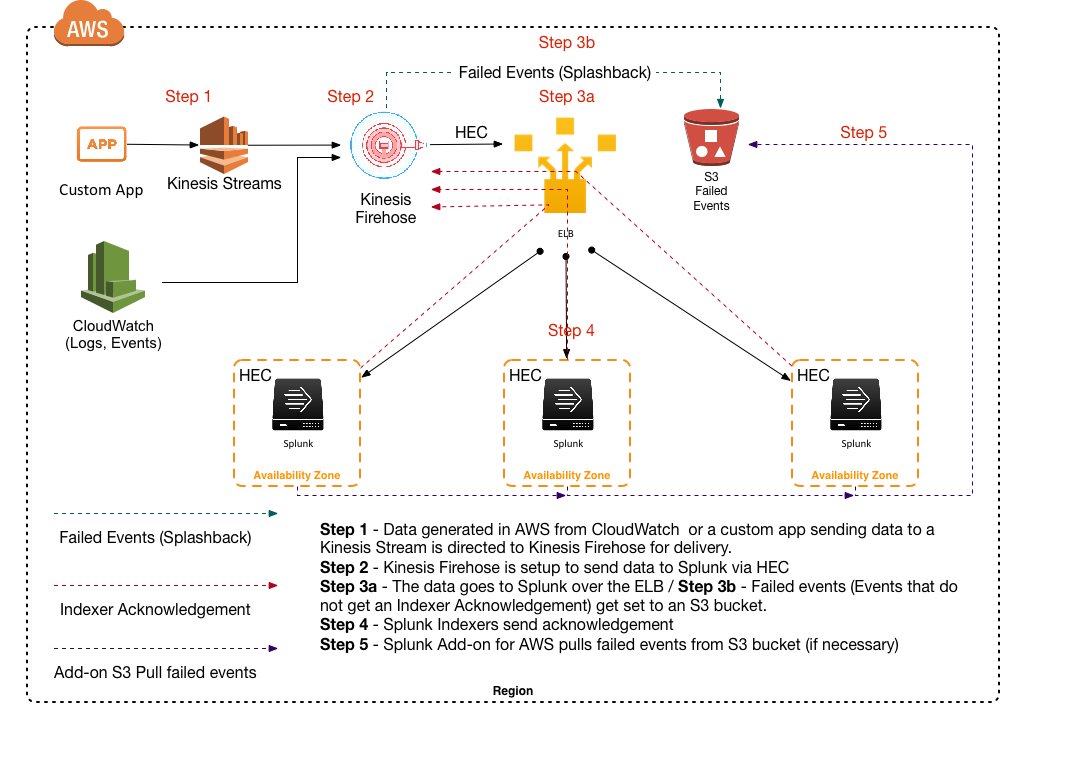 AWS
Step 3b
Failed Events (Splashback)
Step 1
Step 2
Step 3a
Step 5
HEC
APP
Custom App
Kinesis Streams
Kinesis
Firehose
S3
Failed
Events
ELB
CloudWatch
(Logs, Events)
Step 4
HEC
Splunk
Availability Zone
HEC
Splunk
Availability Zone
HEC
Splunk
Availability Zone
Failed Events (Splashback)
Indexer Acknowledgement
Add-on S3 Pull failed events
Step 1 - Data generated in AWS from CloudWatch or a custom app sending data to a
Kinesis Stream is directed to Kinesis Firehose for delivery.
Step 2 - Kinesis Firehose is setup to send data to Splunk via HEC
Step 3a - The data goes to Splunk over the ELB / Step 3b - Failed events (Events that do
not get an Indexer Acknowledgement) get set to an S3 bucket.
Step 4 - Splunk Indexers send acknowledgement
Step 5 - Splunk Add-on for AWS pulls failed events from S3 bucket (if necessary)
Region